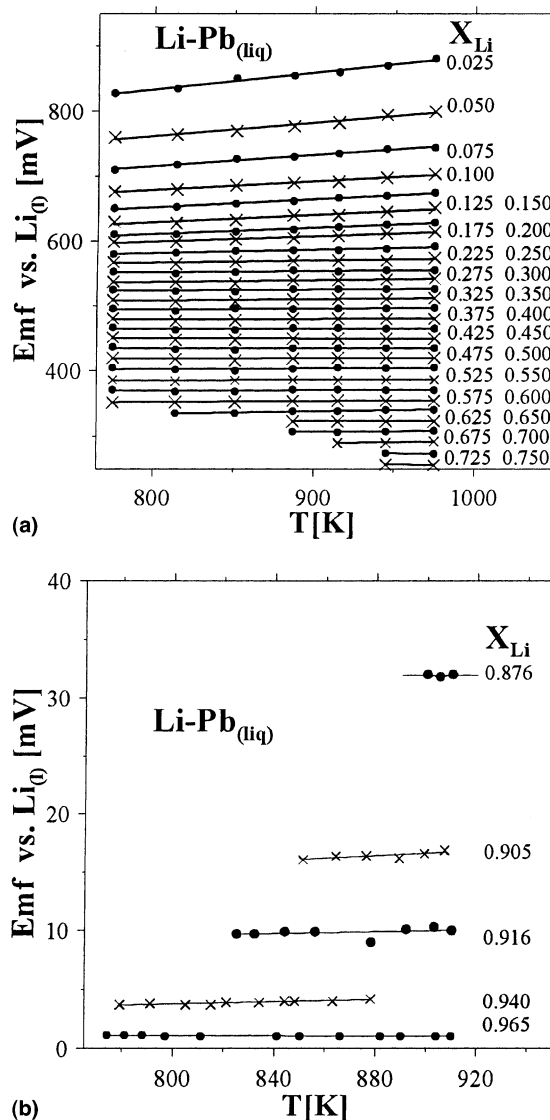 Li-Pb(liq)
X_Li
0.025
0.050
0.075
0.100
0.125 0.150
0.175 0.200
0.225 0.250
0.275 0.300
0.325 0.350
0.375 0.400
0.425 0.450
0.475 0.500
0.525 0.550
0.575 0.600
0.625 0.650
0.675 0.700
0.725 0.750
800
600
400
Emf vs. Li(l) [mV]
800 900 1000
T[K]
(a)
40
30
20
10
0
Emf vs. Li(l) [mV]
X_Li
0.876
Li-Pb(liq)
0.905
0.916
0.940
0.965
800 840 880 920
T[K]
(b)